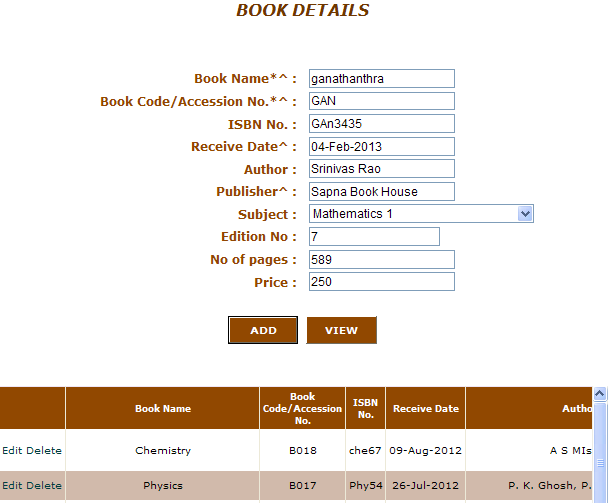 BOOK DETAILS
Book Name*^ : ganathanthra
Book Code/Accession No.*^ : GAN
ISBN No. : GAn3435
Receive Date^ : 04-Feb-2013
Author : Srinivas Rao
Publisher^ : Sapna Book House
Subject : Mathematics 1
Edition No : 7
No of pages : 589
Price : 250
ADD VIEW
Book Name Book Code/Accession No. ISBN No. Receive Date Autho
Edit Delete Chemistry B018 che67 09-Aug-2012 A S MIs
Edit Delete Physics B017 Phy54 26-Jul-2012 P. K. Ghosh, P.